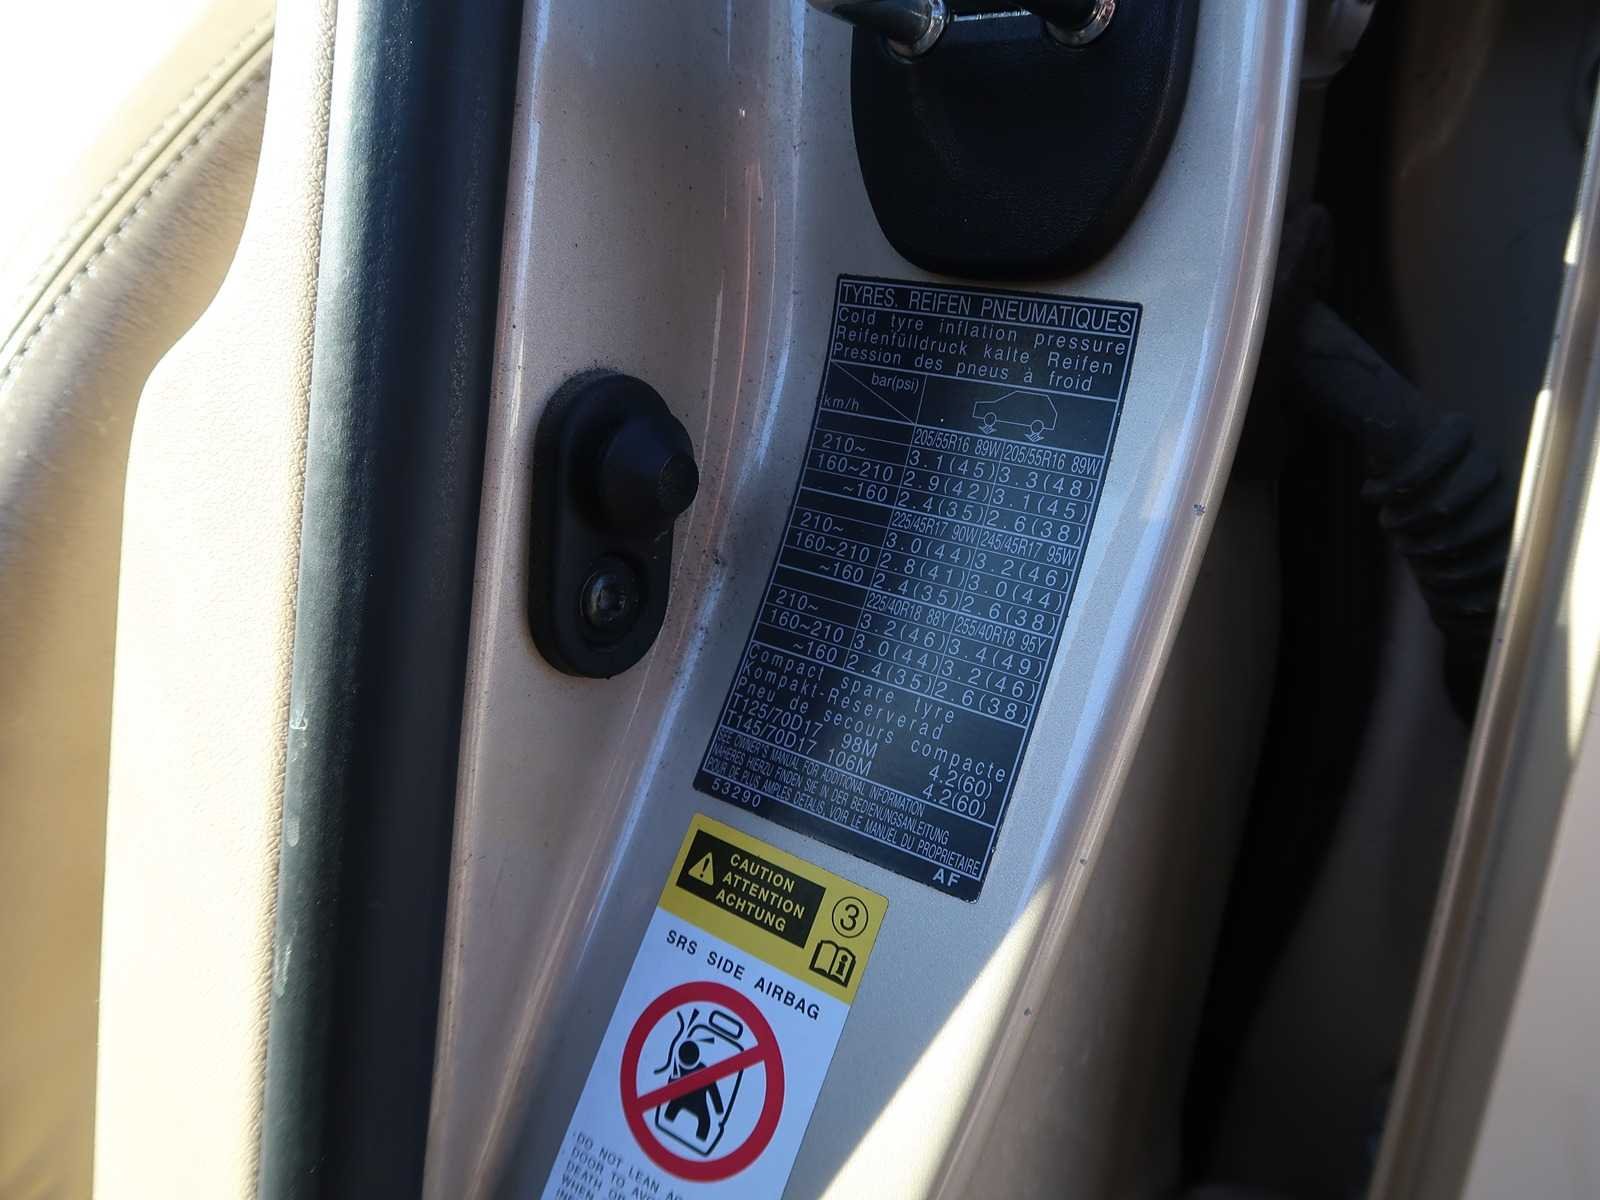 TYRES, REIFEN PNEUMATIQUES
Cold tyre inflation pressure
Reifenfülldruck kalte Reifen
Pression des pneus à froid
bar(psi)
km/h
205/55R16 89W 205/55R16 89W
210~ 3.1(45) 3.3(48)
160~210 2.9(42) 3.1(45)
~160 2.4(35) 2.6(38)
225/45R17 90W 245/45R17 95W
210~ 3.0(44) 3.2(46)
160~210 2.8(41) 3.0(44)
~160 2.4(35) 2.6(38)
225/40R18 88Y 255/40R18 95Y
210~ 3.2(46) 3.4(49)
160~210 3.0(44) 3.2(46)
~160 2.4(35) 2.6(38)
Compact spare tyre
Kompakt-Reserverad
Pneu de secours compacte
T125/70D17 98M 4.2(60)
T145/70D17 106M 4.2(60)
SEE OWNER'S MANUAL FOR ADDITIONAL INFORMATION
NÄHERES HIERZU FINDEN SIE IN DER BEDIENUNGSANLEITUNG
POUR DE PLUS AMPLES DETAILS, VOIR LE MANUEL DU PROPRIETAIRE
53290 AF
CAUTION
ATTENTION
ACHTUNG
3
SRS SIDE AIRBAG
·DO NOT LEAN
DOOR TO
DEATH OR
WHEN